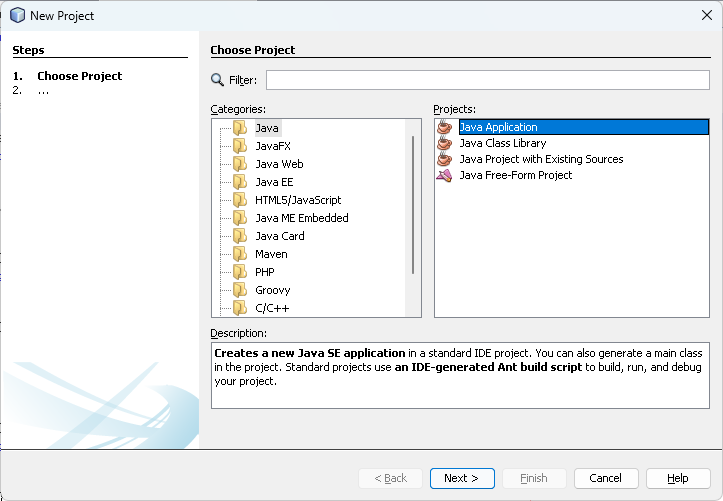 New Project
Steps
1. Choose Project
2. ...
Choose Project
Filter:
Categories:
Java
JavaFX
Java Web
Java EE
HTML5/JavaScript
Java ME Embedded
Java Card
Maven
PHP
Groovy
C/C++
Projects:
Java Application
Java Class Library
Java Project with Existing Sources
Java Free-Form Project
Description:
Creates a new Java SE application in a standard IDE project. You can also generate a main class
in the project. Standard projects use an IDE-generated Ant build script to build, run, and debug
your project.
< Back
Next >
Finish
Cancel
Help